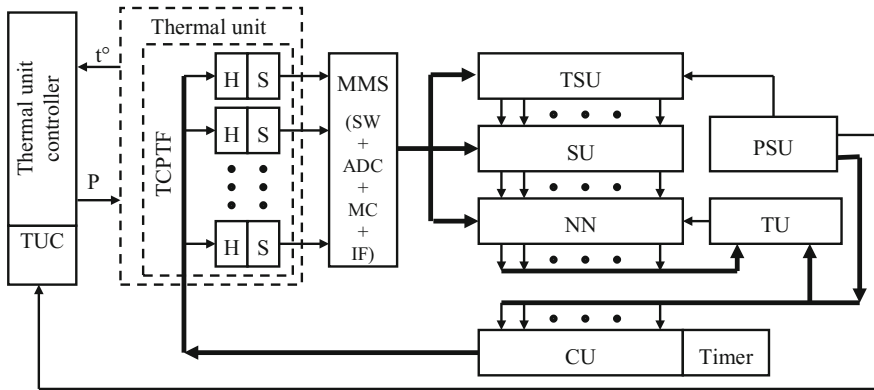 Thermal unit
controller
TUC
t°
P
Thermal unit
TCPTF
H S
H S
H S
MMS
(SW
+
ADC
+
MC
+
IF)
TSU
SU
NN
PSU
TU
CU
Timer